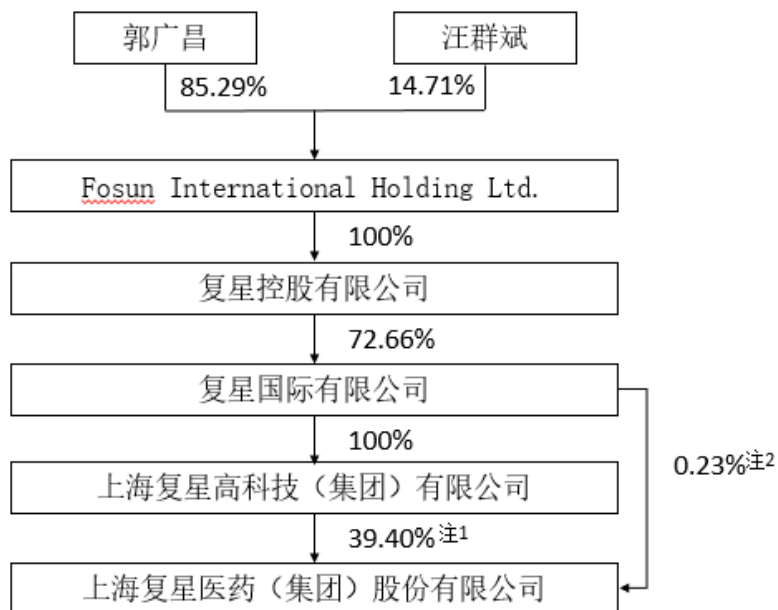 郭广昌
汪群斌
85.29%
14.71%
Fosun International Holding Ltd.
100%
复星控股有限公司
72.66%
复星国际有限公司
100%
0.23%注2
上海复星高科技（集团）有限公司
39.40%注1
上海复星医药（集团）股份有限公司